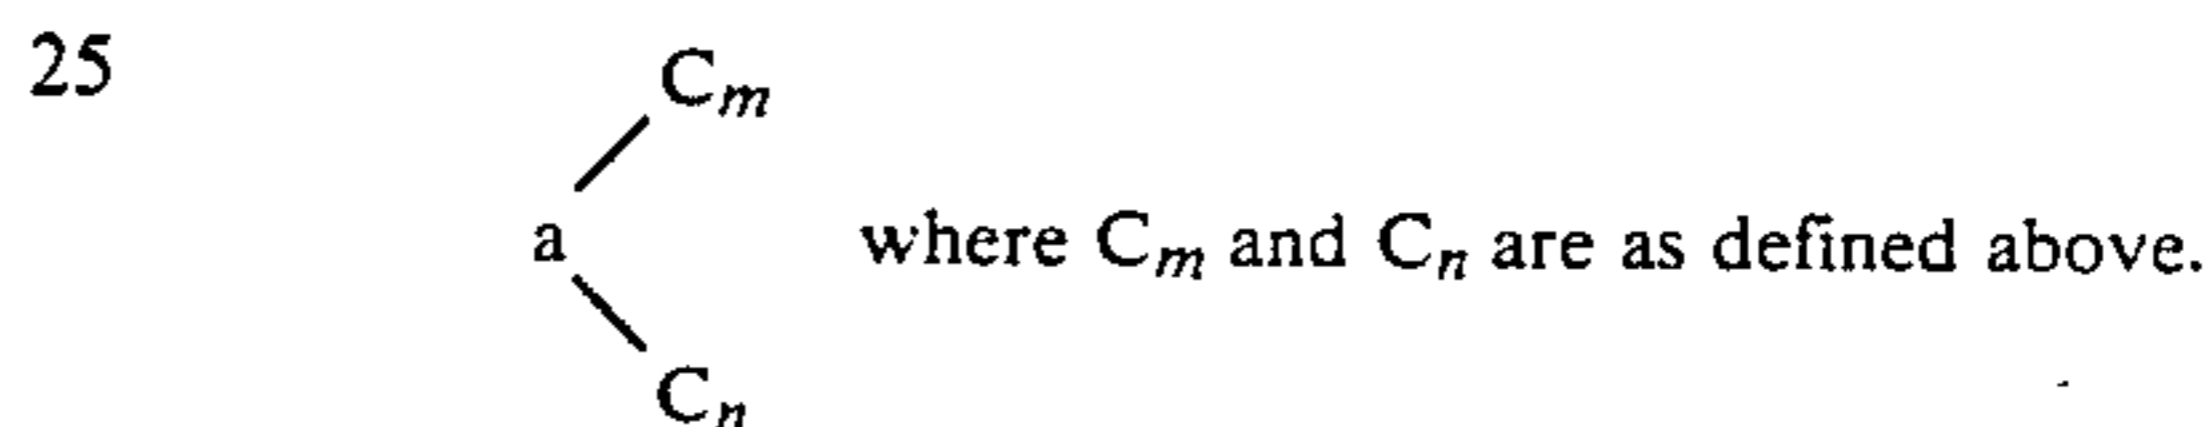 25
C_m
a where C_m and C_n are as defined above.
C_n